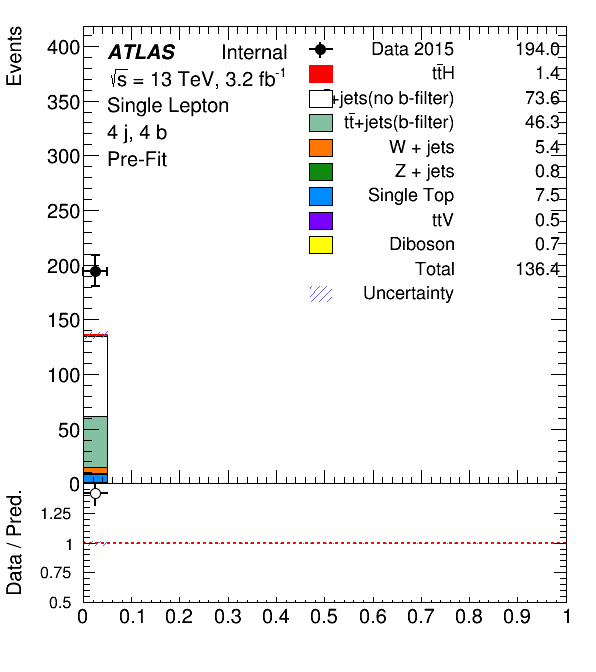 Events
400
350
300
250
200
150
100
50
0
ATLAS Internal
√s = 13 TeV, 3.2 fb-1
Single Lepton
4 j, 4 b
Pre-Fit
Data 2015 194.0
tt̄H 1.4
+jets(no b-filter) 73.6
tt̄+jets(b-filter) 46.3
W + jets 5.4
Z + jets 0.8
Single Top 7.5
ttV 0.5
Diboson 0.7
Total 136.4
Uncertainty
Data / Pred.
1.25
1
0.75
0.5
0 0.1 0.2 0.3 0.4 0.5 0.6 0.7 0.8 0.9 1